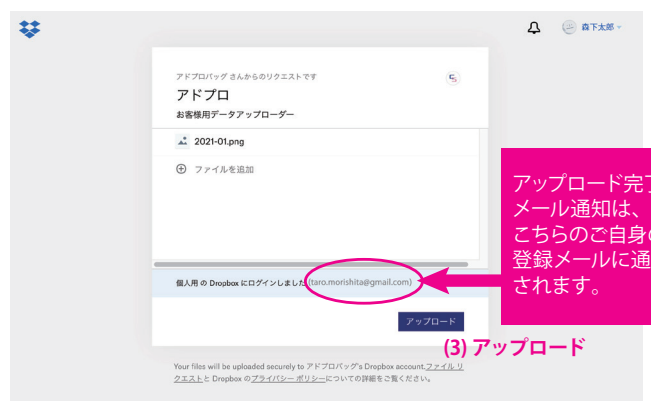 森下太郎
アドプロバッグ さんからのリクエストです
アドプロ
お客様用データアップローダー
2021-01.png
ファイルを追加
アップロード完了
メール通知は、
こちらのご自身の
登録メールに通
されます。
個人用 の Dropbox にログインしました (taro.morishita@gmail.com)
アップロード
(3) アップロード
Your files will be uploaded securely to アドプロバッグ's Dropbox account.ファイル リ
クエストと Dropbox のプライバシー ポリシーについての詳細をご覧ください。